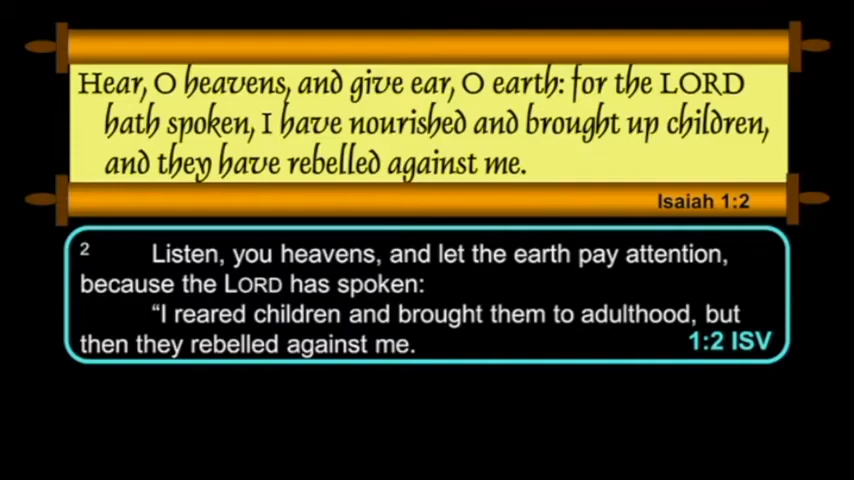 Hear, O heavens, and give ear, O earth: for the LORD
hath spoken, I have nourished and brought up children,
and they have rebelled against me.
Isaiah 1:2
2 Listen, you heavens, and let the earth pay attention,
because the LORD has spoken:
“I reared children and brought them to adulthood, but
then they rebelled against me.
1:2 ISV